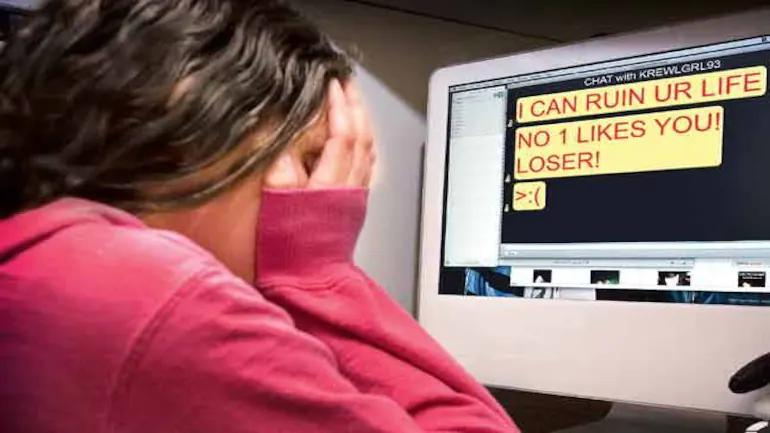 CHAT with KREWLGRL93
I CAN RUIN UR LIFE
NO 1 LIKES YOU!
LOSER!
>:(